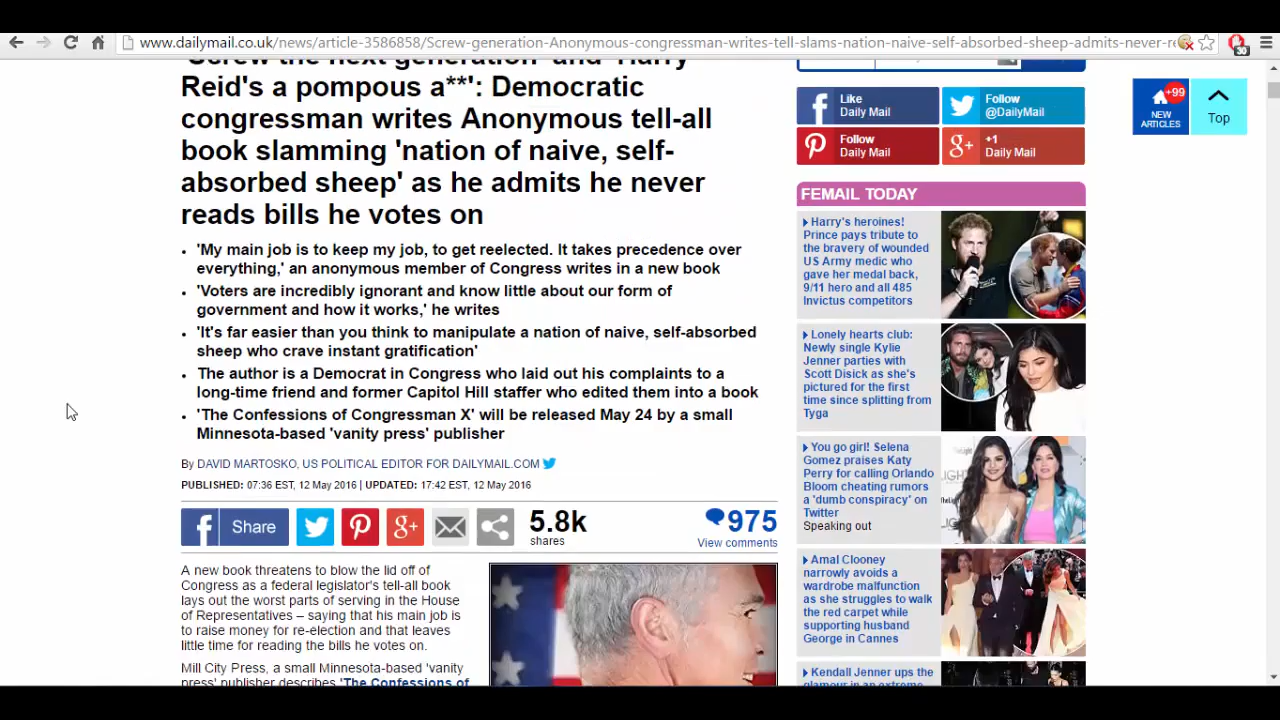 www.dailymail.co.uk/news/article-3586858/Screw-generation-Anonymous-congressman-writes-tell-slams-nation-naive-self-absorbed-sheep-admits-never-re
30
'Screw the next generation' and 'Harry
Reid's a pompous a**': Democratic
congressman writes Anonymous tell-all
book slamming 'nation of naive, self-
absorbed sheep' as he admits he never
reads bills he votes on
'My main job is to keep my job, to get reelected. It takes precedence over
everything,' an anonymous member of Congress writes in a new book
'Voters are incredibly ignorant and know little about our form of
government and how it works,' he writes
'It's far easier than you think to manipulate a nation of naive, self-absorbed
sheep who crave instant gratification'
The author is a Democrat in Congress who laid out his complaints to a
long-time friend and former Capitol Hill staffer who edited them into a book
'The Confessions of Congressman X' will be released May 24 by a small
Minnesota-based 'vanity press' publisher
By DAVID MARTOSKO, US POLITICAL EDITOR FOR DAILYMAIL.COM
PUBLISHED: 07:36 EST, 12 May 2016 | UPDATED: 17:42 EST, 12 May 2016
Share
5.8k
shares
975
View comments
A new book threatens to blow the lid off of
Congress as a federal legislator's tell-all book
lays out the worst parts of serving in the House
of Representatives – saying that his main job is
to raise money for re-election and that leaves
little time for reading the bills he votes on.
Mill City Press, a small Minnesota-based 'vanity
press' publisher describes 'The Confessions of
Like
Daily Mail
Follow
@DailyMail
Follow
Daily Mail
+1
Daily Mail
FEMAIL TODAY
Harry's heroines!
Prince pays tribute to
the bravery of wounded
US Army medic who
gave her medal back,
9/11 hero and all 485
Invictus competitors
Lonely hearts club:
Newly single Kylie
Jenner parties with
Scott Disick as she's
pictured for the first
time since splitting from
Tyga
You go girl! Selena
Gomez praises Katy
Perry for calling Orlando
Bloom cheating rumors
a 'dumb conspiracy' on
Twitter
Speaking out
Amal Clooney
narrowly avoids a
wardrobe malfunction
as she struggles to walk
the red carpet while
supporting husband
George in Cannes
Kendall Jenner ups the
glamour in an extreme
+99
NEW
ARTICLES
Top